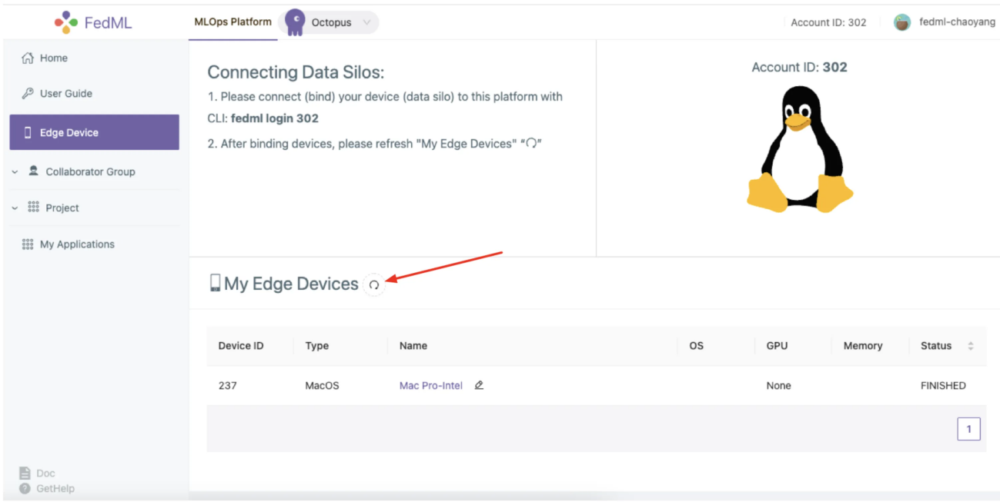 FedML
MLOps Platform
Octopus
Account ID: 302
fedml-chaoyang
Home
User Guide
Edge Device
Collaborator Group
Project
My Applications
Doc
GetHelp
Connecting Data Silos:
1. Please connect (bind) your device (data silo) to this platform with
CLI: fedml login 302
2. After binding devices, please refresh "My Edge Devices" “”
Account ID: 302
My Edge Devices
Device ID Type Name OS GPU Memory Status
237 MacOS Mac Pro-Intel None FINISHED
1